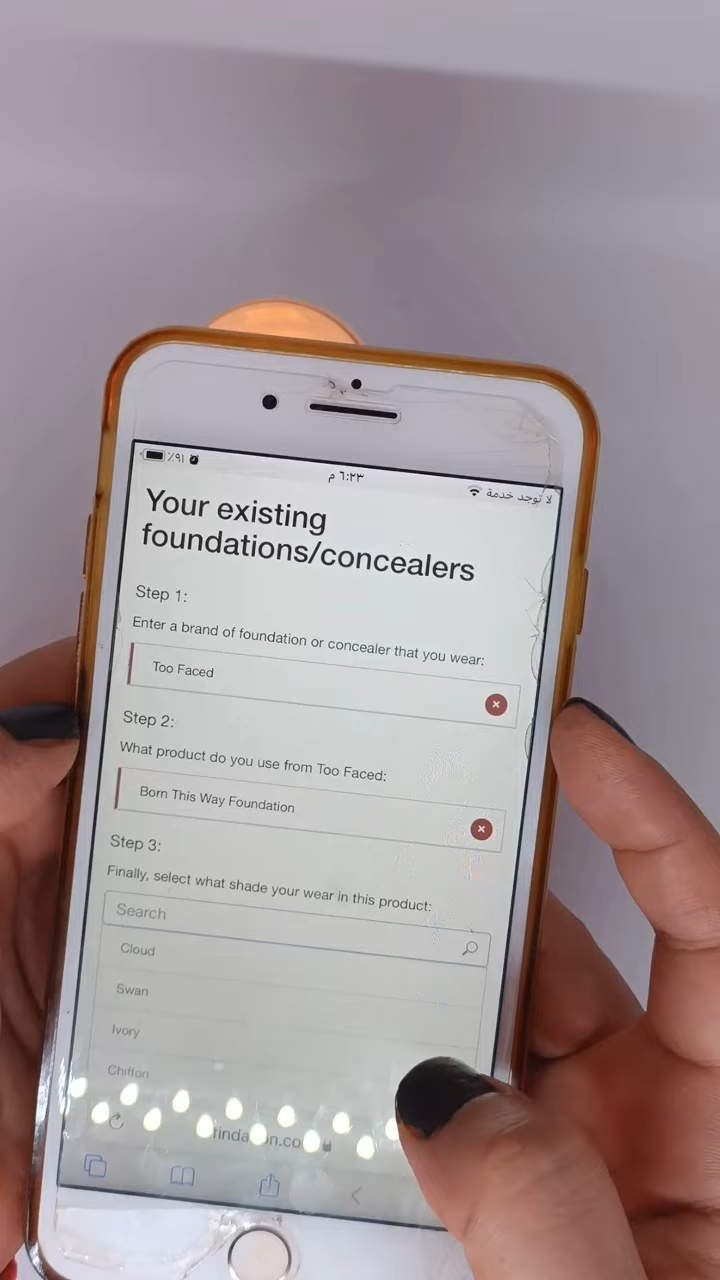 ٪٩١
٦:٢٣ م
لا توجد خدمة
Your existing
foundations/concealers
Step 1:
Enter a brand of foundation or concealer that you wear:
Too Faced
Step 2:
What product do you use from Too Faced:
Born This Way Foundation
Step 3:
Finally, select what shade your wear in this product:
Search
Cloud
Swan
Ivory
Chiffon